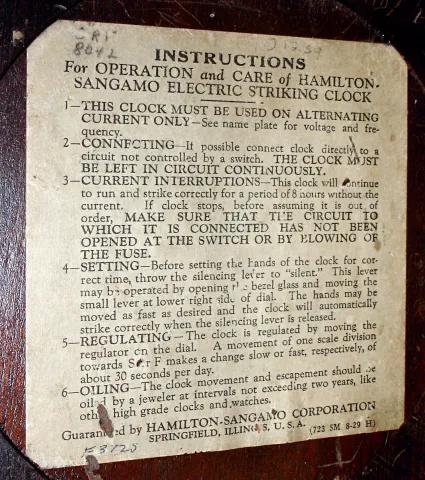 8042
INSTRUCTIONS
For OPERATION and CARE of HAMILTON-
SANGAMO ELECTRIC STRIKING CLOCK
1—THIS CLOCK MUST BE USED ON ALTERNATING
CURRENT ONLY—See name plate for voltage and fre-
quency.
2—CONNECTING—If possible connect clock directly to a
circuit not controlled by a switch. THE CLOCK MUST
BE LEFT IN CIRCUIT CONTINUOUSLY.
3—CURRENT INTERRUPTIONS—This clock will continue
to run and strike correctly for a period of 8 hours without the
current. If clock stops, before assuming it is out of
order, MAKE SURE THAT THE CIRCUIT TO
WHICH IT IS CONNECTED HAS NOT BEEN
OPENED AT THE SWITCH OR BY BLOWING OF
THE FUSE.
4—SETTING—Before setting the hands of the clock for cor-
rect time, throw the silencing lever to "silent." This lever
may be operated by opening the bezel glass and moving the
small lever at lower right side of dial. The hands may be
moved as fast as desired and the clock will automatically
strike correctly when the silencing lever is released.
5—REGULATING—The clock is regulated by moving the
regulator on the dial. A movement of one scale division
towards S or F makes a change slow or fast, respectively, of
about 30 seconds per day.
6—OILING—The clock movement and escapement should be
oiled by a jeweler at intervals not exceeding two years, like
other high grade clocks and watches.
Guaranteed by HAMILTON-SANGAMO CORPORATION
SPRINGFIELD, ILLINOIS, U. S. A. (723 SM 8-29 H)